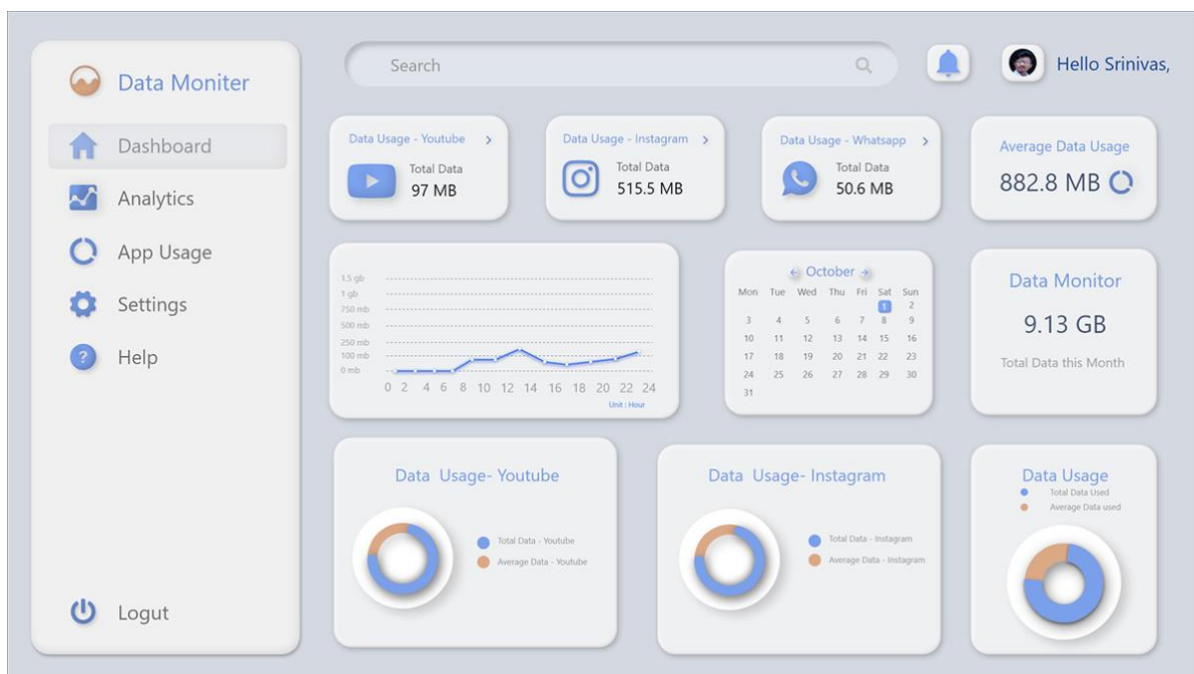 Data Moniter
Dashboard
Analytics
App Usage
Settings
Help
Logut
Search
Hello Srinivas,
Data Usage - Youtube >
Total Data
97 MB
Data Usage - Instagram >
Total Data
515.5 MB
Data Usage - Whatsapp >
Total Data
50.6 MB
Average Data Usage
882.8 MB
1.5 gb
1 gb
750 mb
500 mb
250 mb
100 mb
0 mb
0 2 4 6 8 10 12 14 16 18 20 22 24
Unit : Hour
October
Mon Tue Wed Thu Fri Sat Sun
1 2
3 4 5 6 7 8 9
10 11 12 13 14 15 16
17 18 19 20 21 22 23
24 25 26 27 28 29 30
31
Data Monitor
9.13 GB
Total Data this Month
Data Usage- Youtube
Total Data - Youtube
Average Data - Youtube
Data Usage- Instagram
Total Data - Instagram
Average Data - Instagram
Data Usage
Total Data Used
Average Data used